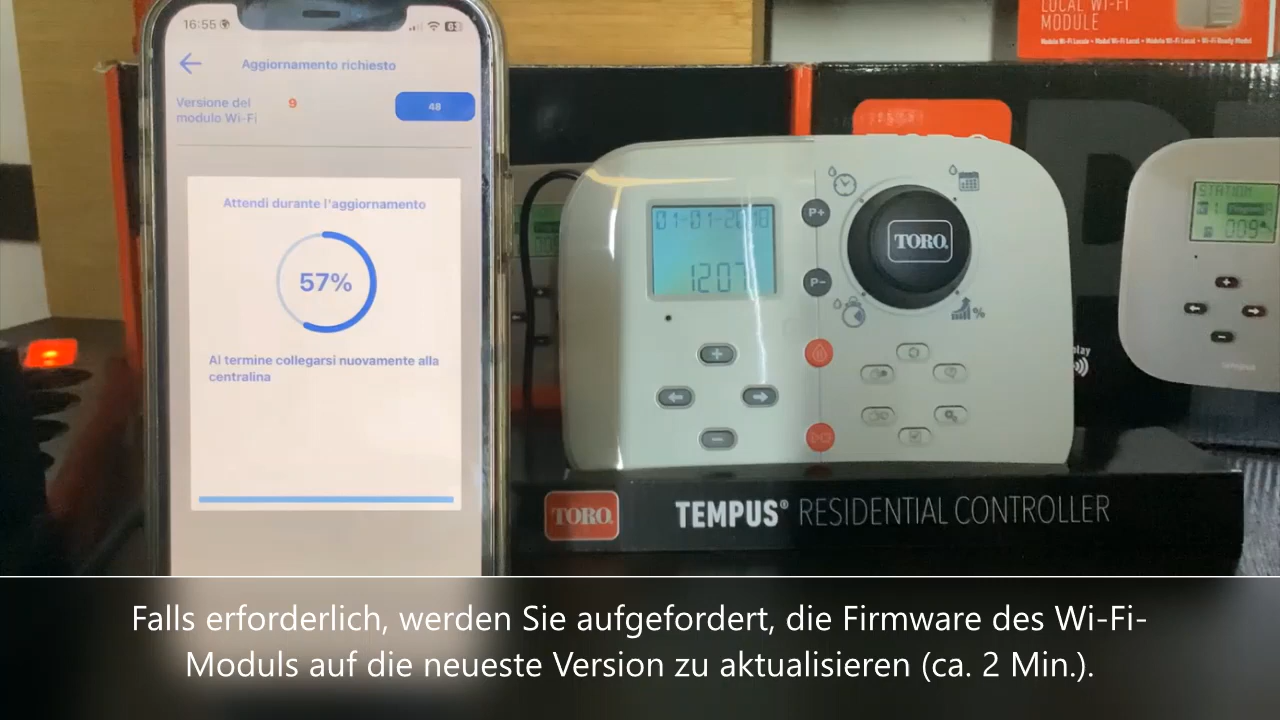 16:55
63
Aggiornamento richiesto
Versione del
modulo Wi-Fi
9
48
Attendi durante l'aggiornamento
57%
Al termine collegarsi nuovamente alla
centralina
LOCAL WI-FI
MODULE
01-01-2018
1207
P+
P-
TORO.
%
STATION
TORO.
TEMPUS® RESIDENTIAL CONTROLLER
Falls erforderlich, werden Sie aufgefordert, die Firmware des Wi-Fi-
Moduls auf die neueste Version zu aktualisieren (ca. 2 Min.).